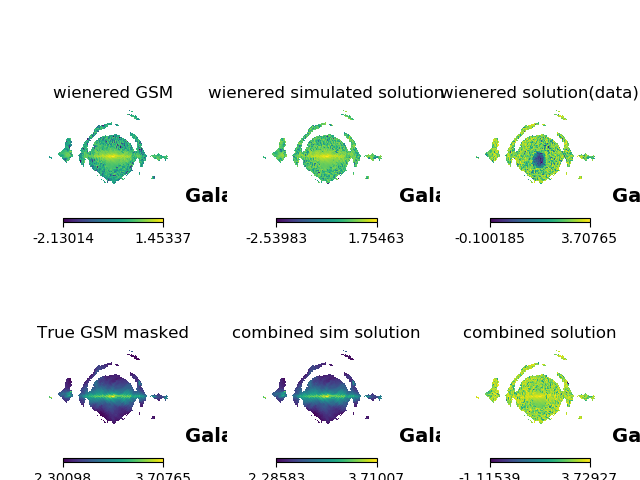 wienered GSM
wienered simulated solution
wienered solution(data)
Gala
Gala
Ga
-2.13014 1.45337
-2.53983 1.75463
-0.100185 3.70765
True GSM masked
combined sim solution
combined solution
Gala
Gala
Ga
2.30098 3.70765
2.28583 3.71007
-1.11539 3.72927